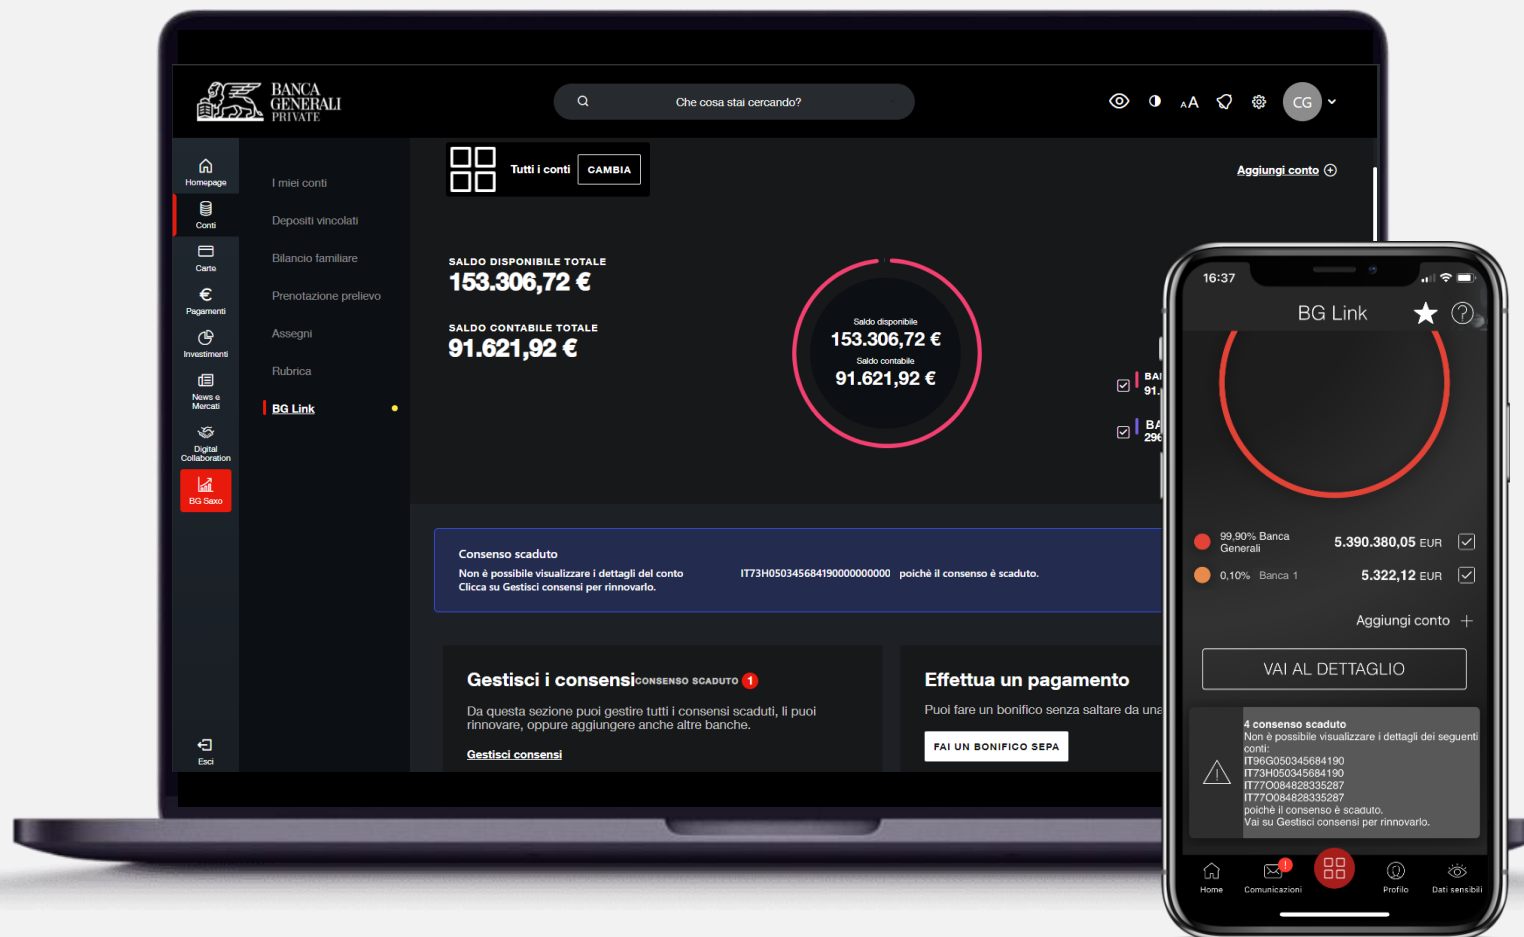 BANCA
GENERALI
PRIVATE
Che cosa stai cercando?
AA
CG
Homepage
Conti
Carte
Pagamenti
Investimenti
News e
Mercati
Digital
Collaboration
BG Saxo
Esci
I miei conti
Depositi vincolati
Bilancio familiare
Prenotazione prelievo
Assegni
Rubrica
BG Link
Tutti i conti CAMBIA
Aggiungi conto
SALDO DISPONIBILE TOTALE
153.306,72 €
SALDO CONTABILE TOTALE
91.621,92 €
Saldo disponibile
153.306,72 €
Saldo contabile
91.621,92 €
Consenso scaduto
Non è possibile visualizzare i dettagli del conto IT73H0503456841900000000000 poichè il consenso è scaduto.
Clicca su Gestisci consensi per rinnovarlo.
Gestisci i consensi CONSENSO SCADUTO 1
Da questa sezione puoi gestire tutti i consensi scaduti, li puoi
rinnovare, oppure aggiungere anche altre banche.
Gestisci consensi
Effettua un pagamento
Puoi fare un bonifico senza saltare da una
FAI UN BONIFICO SEPA
16:37
BG Link
99,90% Banca
Generali
5.390.380,05 EUR
0,10% Banca 1
5.322,12 EUR
Aggiungi conto
VAI AL DETTAGLIO
4 consenso scaduto
Non è possibile visualizzare i dettagli dei seguenti
conti:
IT96G050345684190
IT73H050345684190
IT77O084828335287
IT77O084828335287
poichè il consenso è scaduto.
Vai su Gestisci consensi per rinnovarlo.
Home
Comunicazioni
Profilo
Dati sensibili